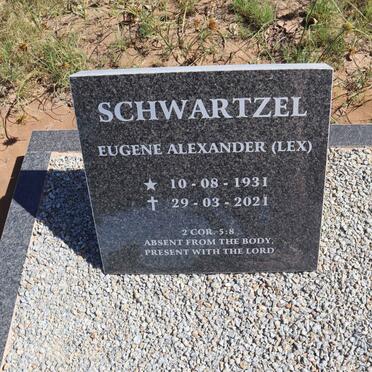 SCHWARTZEL
EUGENE ALEXANDER (LEX)
★ 10 - 08 - 1931
✝ 29 - 03 - 2021
2 COR. 5:8
ABSENT FROM THE BODY,
PRESENT WITH THE LORD